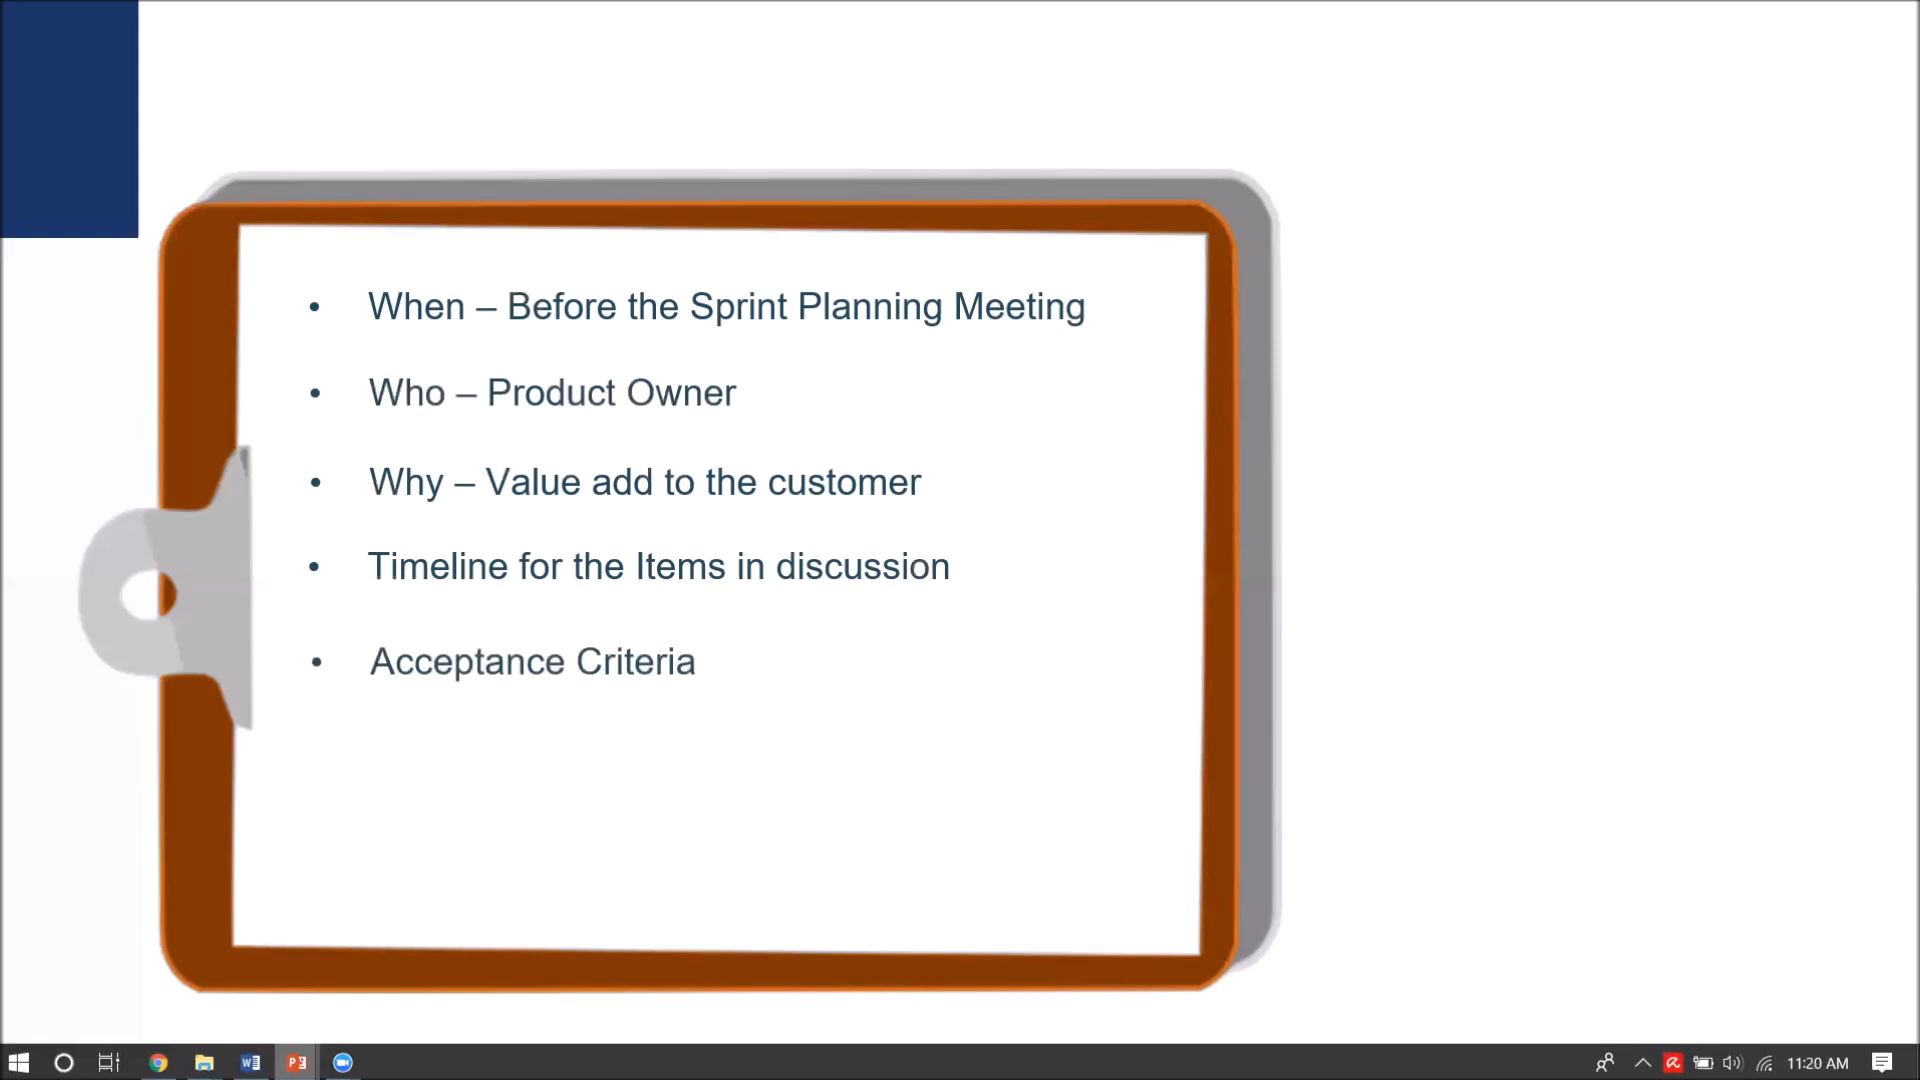 • When – Before the Sprint Planning Meeting
• Who – Product Owner
• Why – Value add to the customer
• Timeline for the Items in discussion
• Acceptance Criteria
11:20 AM